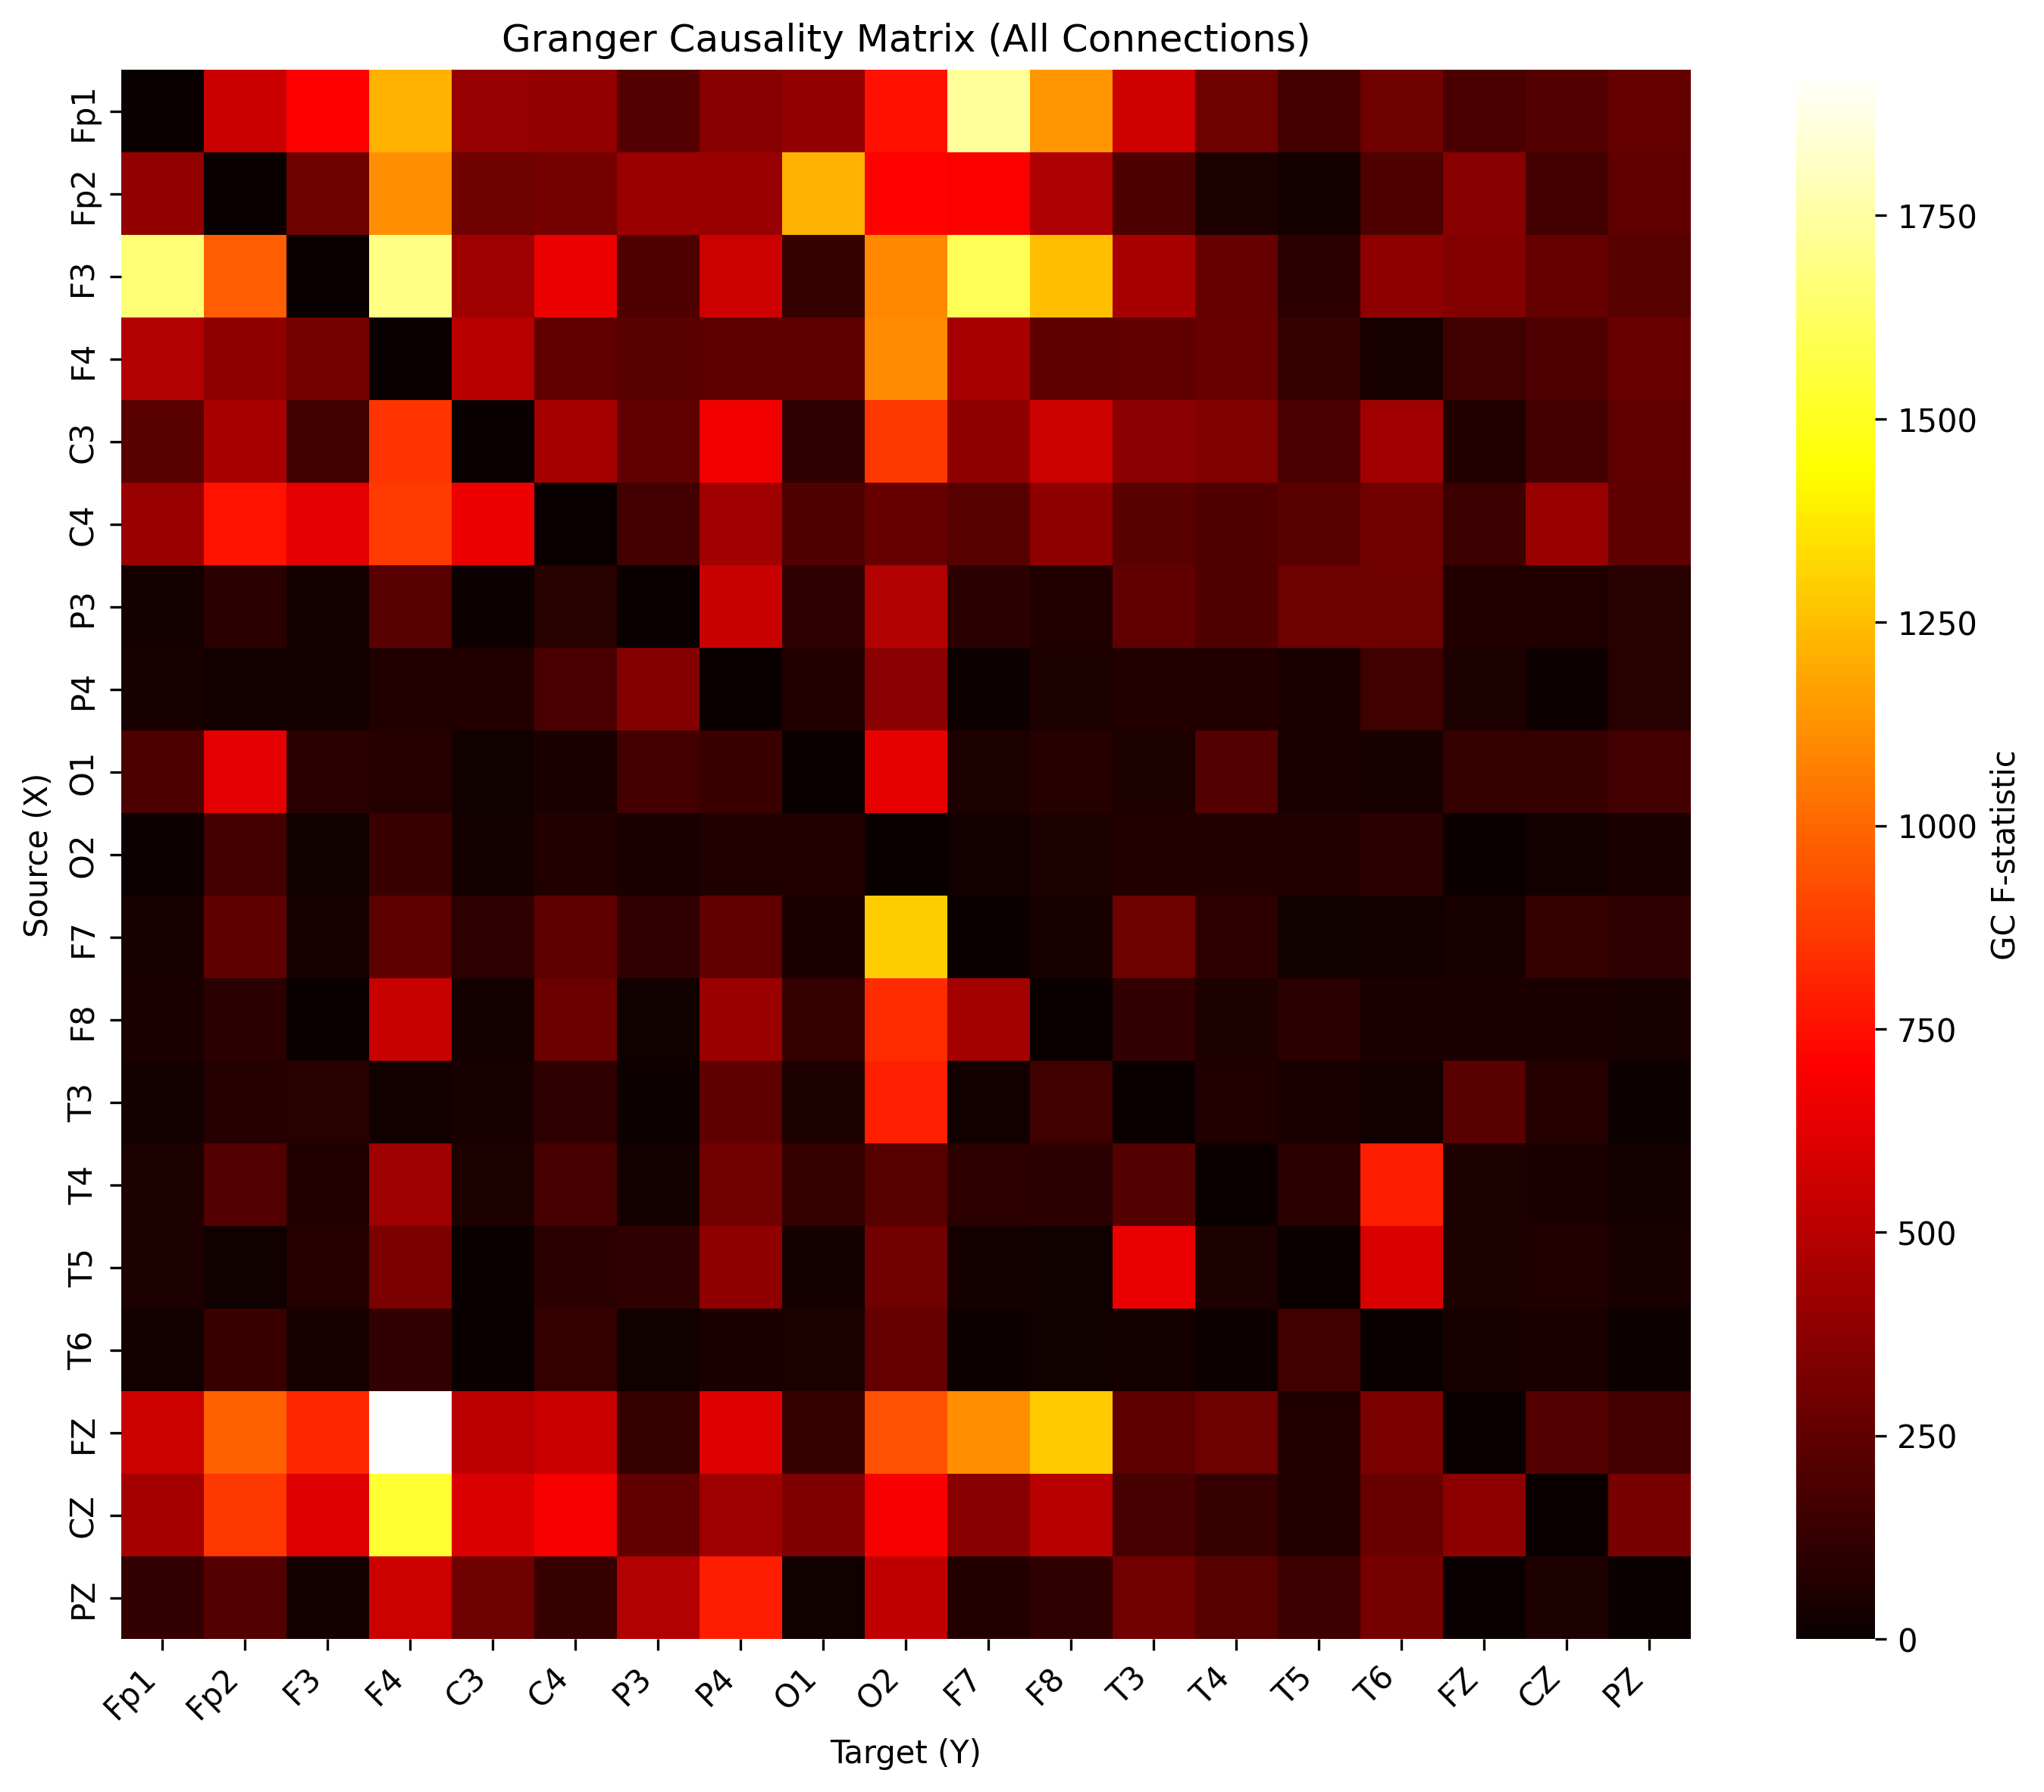 Granger Causality Matrix (All Connections)
Source (X)
Fp1
Fp2
F3
F4
C3
C4
P3
P4
O1
O2
F7
F8
T3
T4
T5
T6
FZ
CZ
PZ
Fp1 Fp2 F3 F4 C3 C4 P3 P4 O1 O2 F7 F8 T3 T4 T5 T6 FZ CZ PZ
Target (Y)
1750
1500
1250
1000
750
500
250
0
GC F-statistic